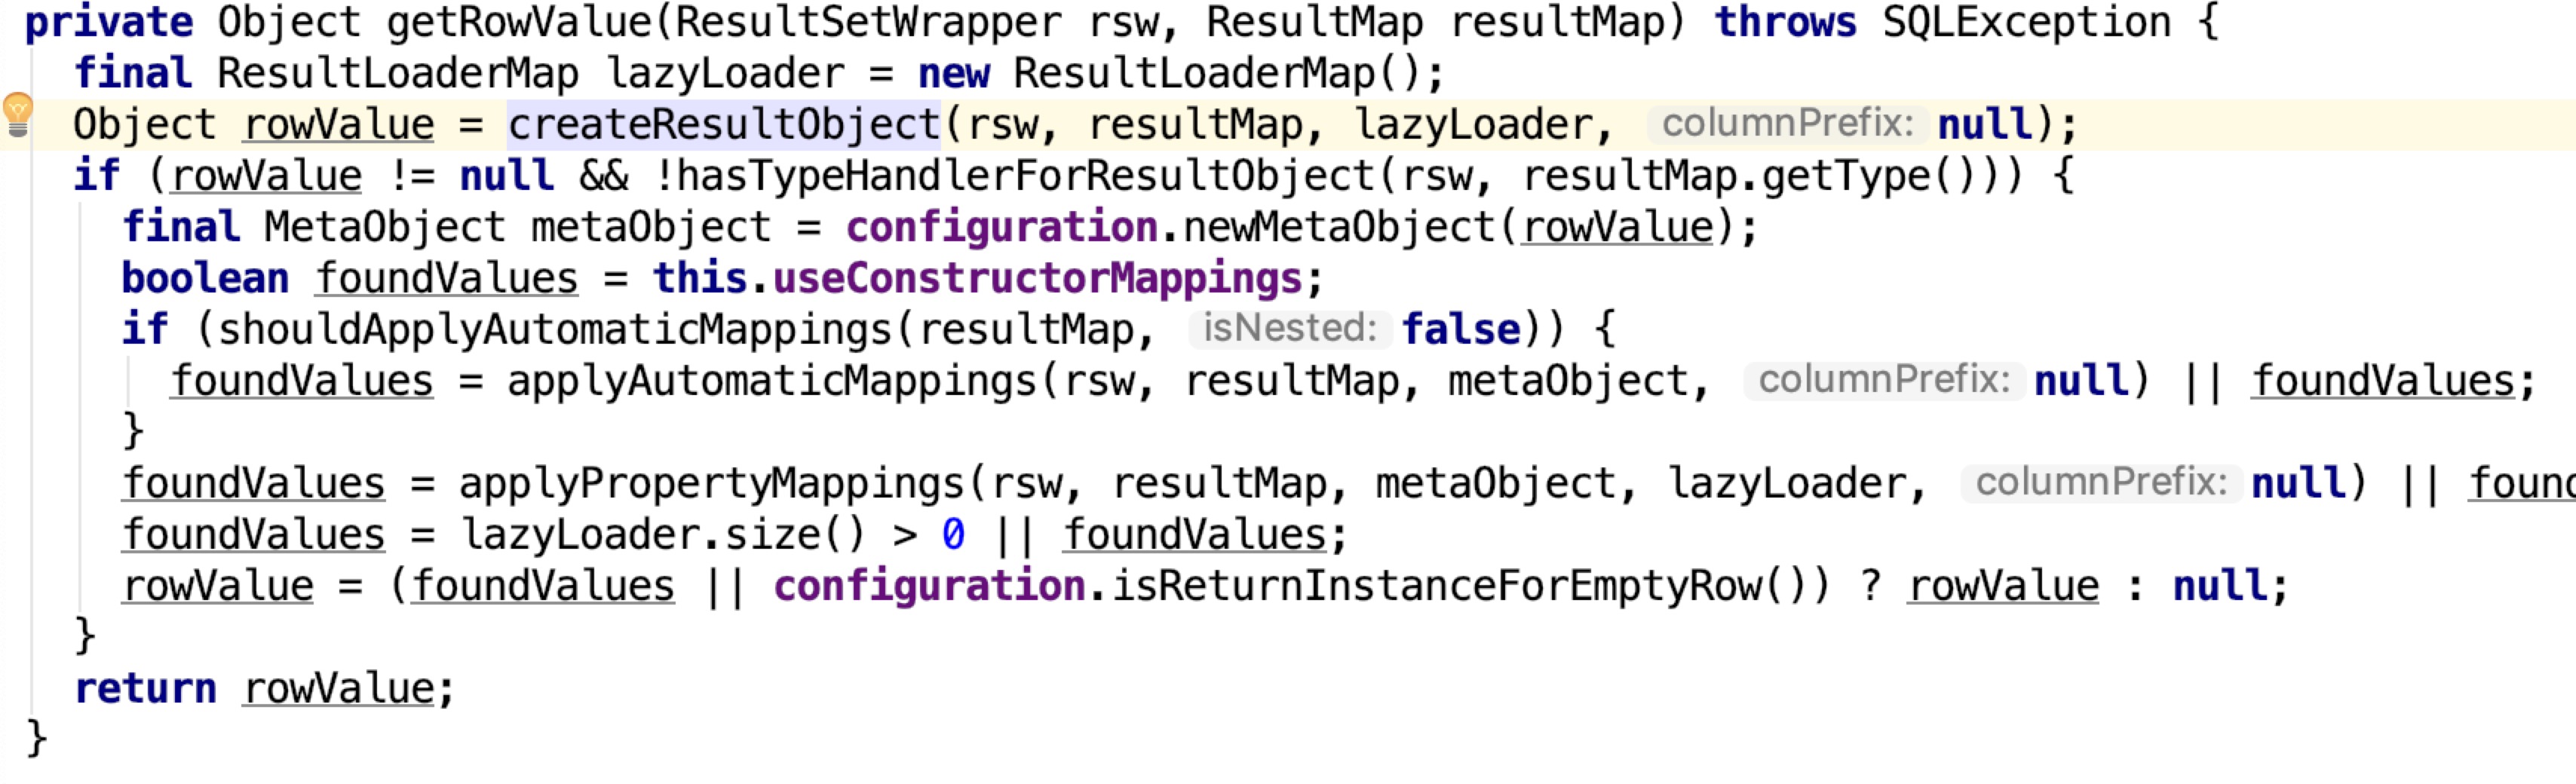 private Object getRowValue(ResultSetWrapper rsw, ResultMap resultMap) throws SQLException {
final ResultLoaderMap lazyLoader = new ResultLoaderMap();
Object rowValue = createResultObject(rsw, resultMap, lazyLoader, columnPrefix: null);
if (rowValue != null && !hasTypeHandlerForResultObject(rsw, resultMap.getType())) {
final MetaObject metaObject = configuration.newMetaObject(rowValue);
boolean foundValues = this.useConstructorMappings;
if (shouldApplyAutomaticMappings(resultMap, isNested: false)) {
foundValues = applyAutomaticMappings(rsw, resultMap, metaObject, columnPrefix: null) || foundValues;
}
foundValues = applyPropertyMappings(rsw, resultMap, metaObject, lazyLoader, columnPrefix: null) ||
foundValues = lazyLoader.size() > 0 || foundValues;
rowValue = (foundValues || configuration.isReturnInstanceForEmptyRow()) ? rowValue : null;
}
return rowValue;
}